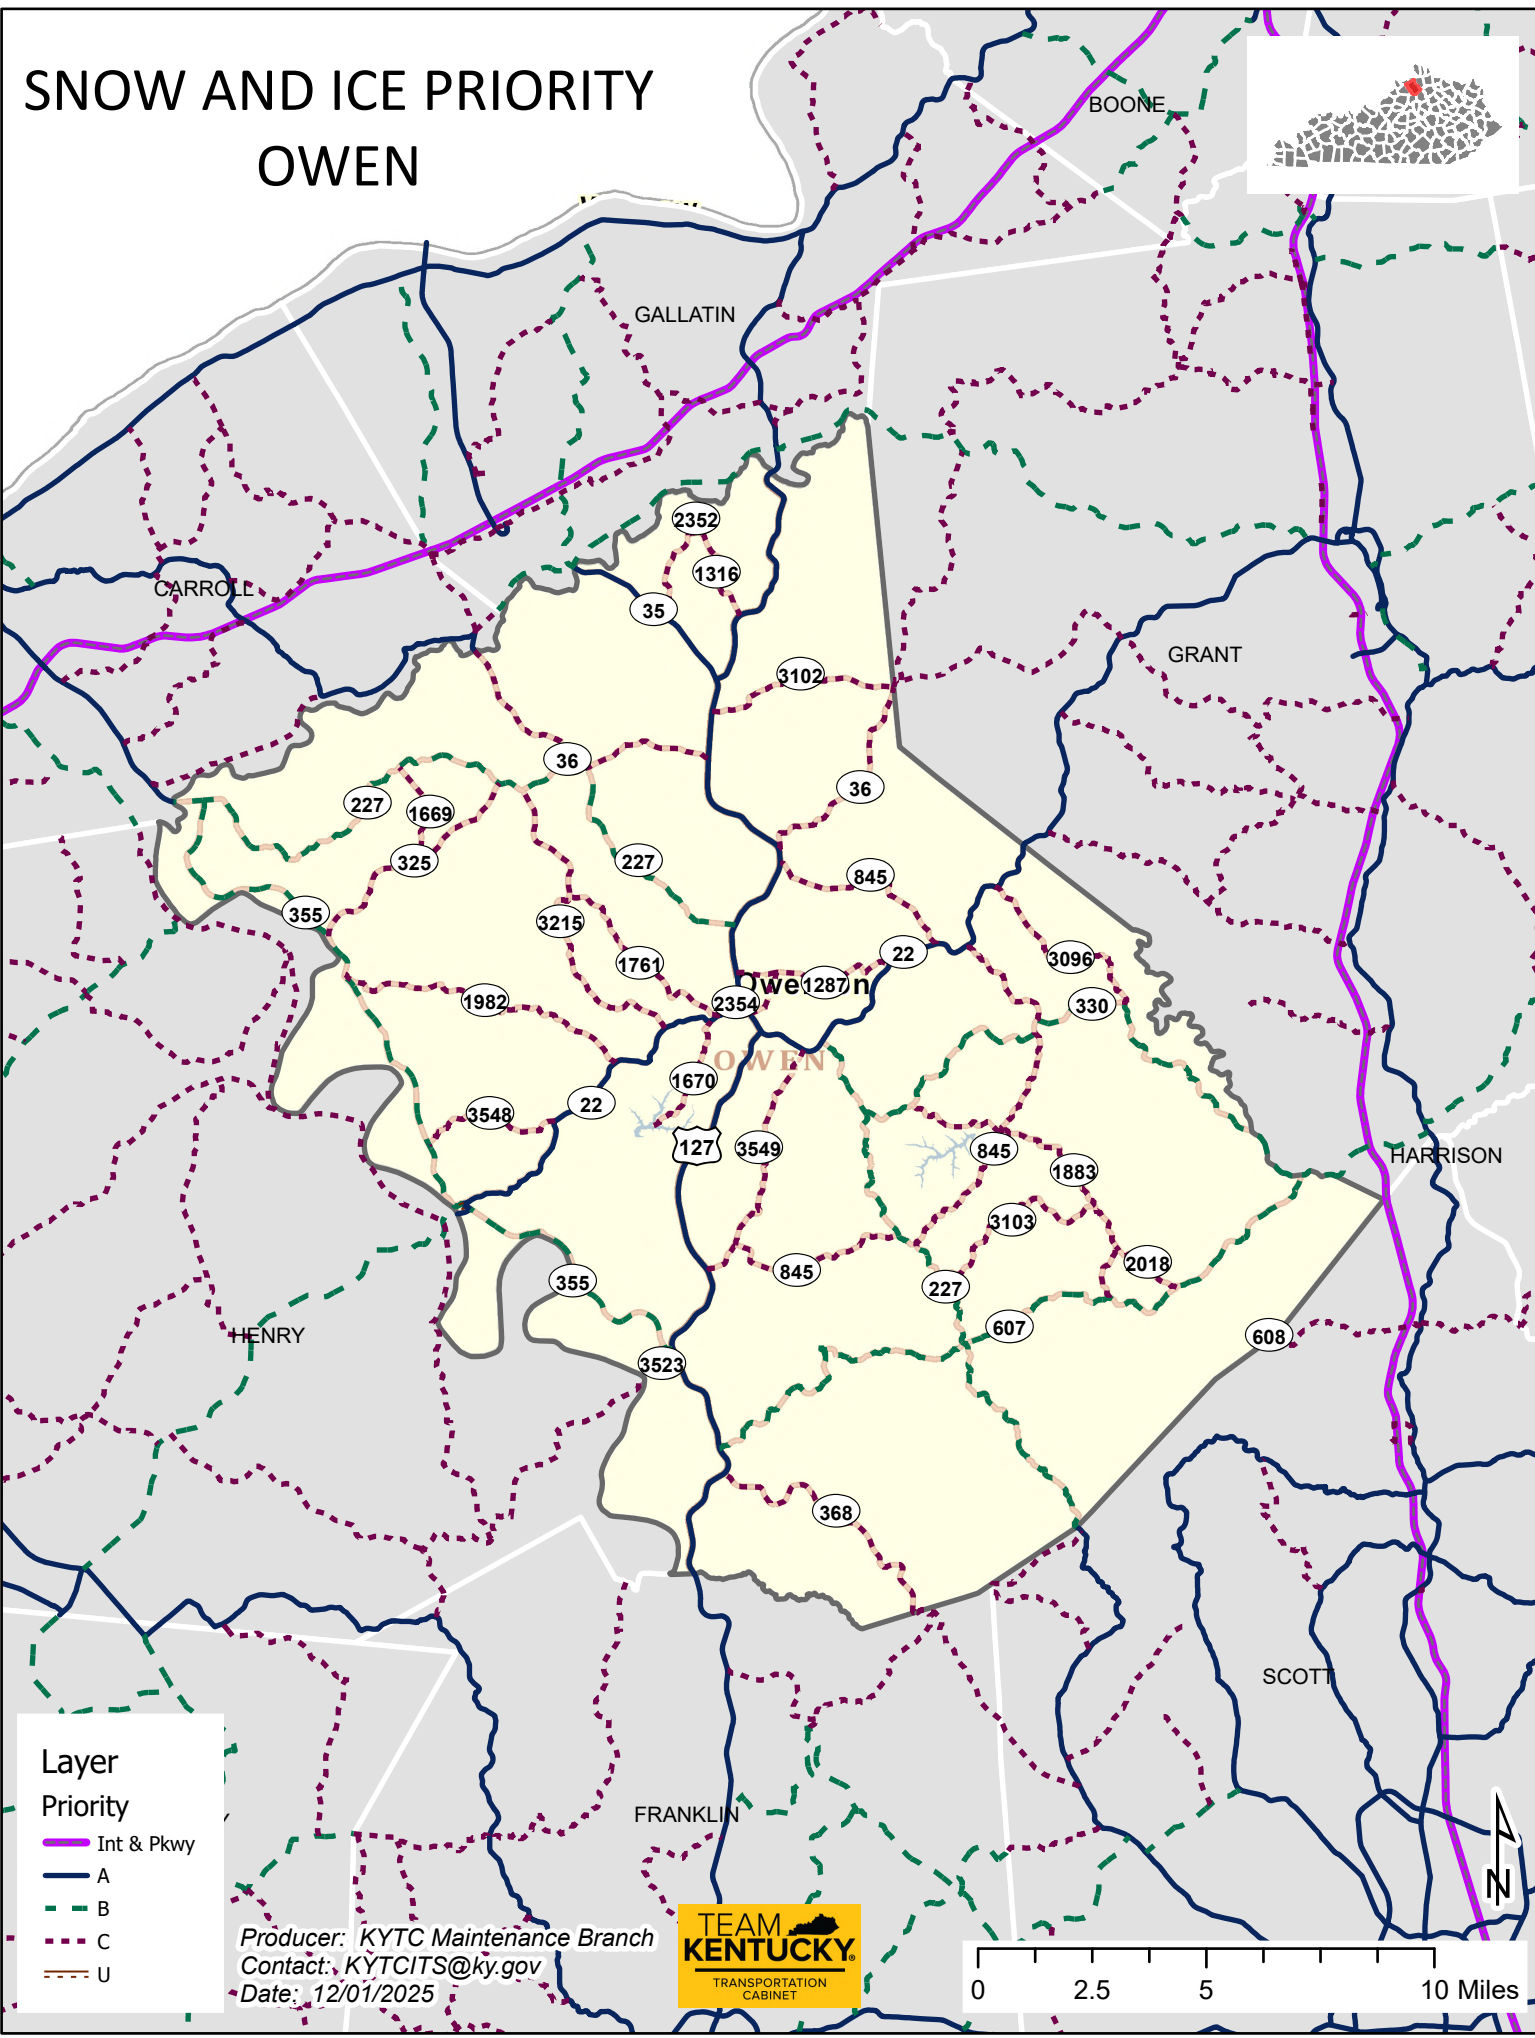 SNOW AND ICE PRIORITY
OWEN
BOONE
GALLATIN
CARROLL
GRANT
HARRISON
HENRY
SCOTT
FRANKLIN
2352
1316
35
3102
36
36
227
1669
325
227
845
355
3215
22
1761
3096
1287
1982
2354
330
OWEN
1670
22
3548
127
3549
845
1883
3103
845
2018
355
227
607
608
3523
368
Layer
Priority
Int & Pkwy
A
B
C
U
Producer: KYTC Maintenance Branch
Contact: KYTCITS@ky.gov
Date: 12/01/2025
TEAM
KENTUCKY®
TRANSPORTATION
CABINET
N
0 2.5 5 10 Miles